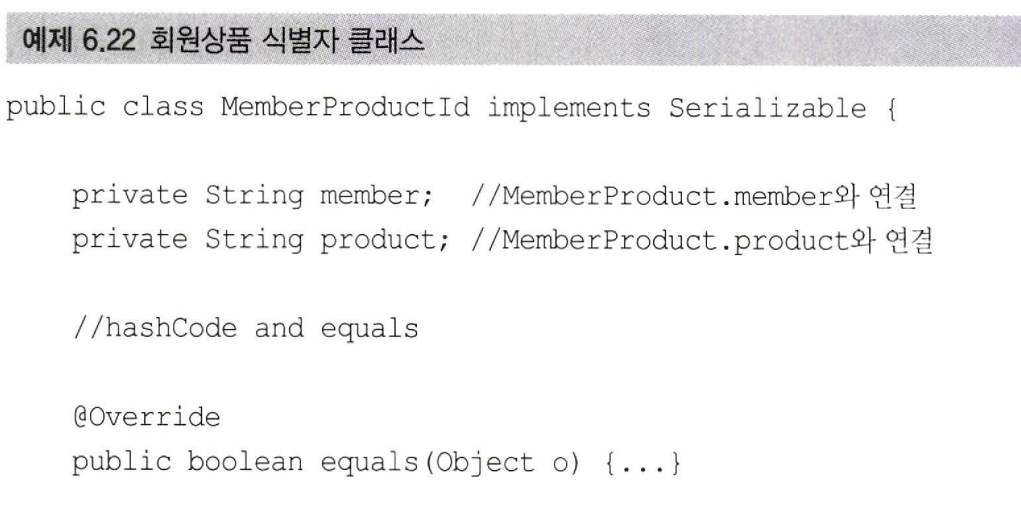 예제 6.22 회원상품 식별자 클래스
public class MemberProductId implements Serializable {
private String member; //MemberProduct.member와 연결
private String product; //MemberProduct.product와 연결
//hashCode and equals
@Override
public boolean equals(Object o) {...}